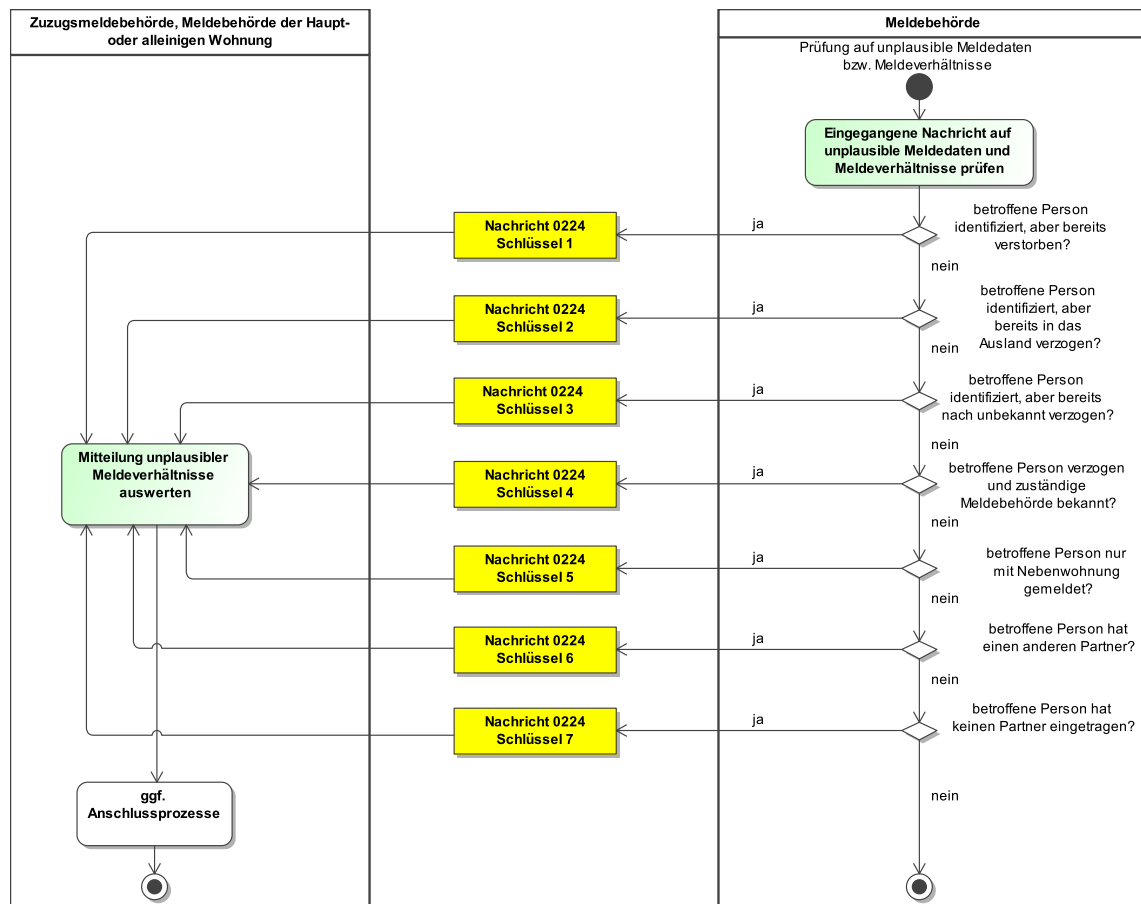 Zuzugsmeldebehörde, Meldebehörde der Haupt-
oder alleinigen Wohnung
Meldebehörde
Prüfung auf unplausible Meldedaten
bzw. Meldeverhältnisse
Eingegangene Nachricht auf
unplausible Meldedaten und
Meldeverhältnisse prüfen
betroffene Person
identifiziert, aber bereits
verstorben?
ja
Nachricht 0224
Schlüssel 1
nein
betroffene Person
identifiziert, aber
bereits in das
Ausland verzogen?
ja
Nachricht 0224
Schlüssel 2
nein
betroffene Person
identifiziert, aber bereits
nach unbekannt verzogen?
ja
Nachricht 0224
Schlüssel 3
nein
betroffene Person verzogen
und zuständige
Meldebehörde bekannt?
ja
Nachricht 0224
Schlüssel 4
nein
Mitteilung unplausibler
Meldeverhältnisse
auswerten
betroffene Person nur
mit Nebenwohnung
gemeldet?
ja
Nachricht 0224
Schlüssel 5
nein
betroffene Person hat
einen anderen Partner?
ja
Nachricht 0224
Schlüssel 6
nein
betroffene Person hat
keinen Partner eingetragen?
ja
Nachricht 0224
Schlüssel 7
nein
ggf.
Anschlussprozesse